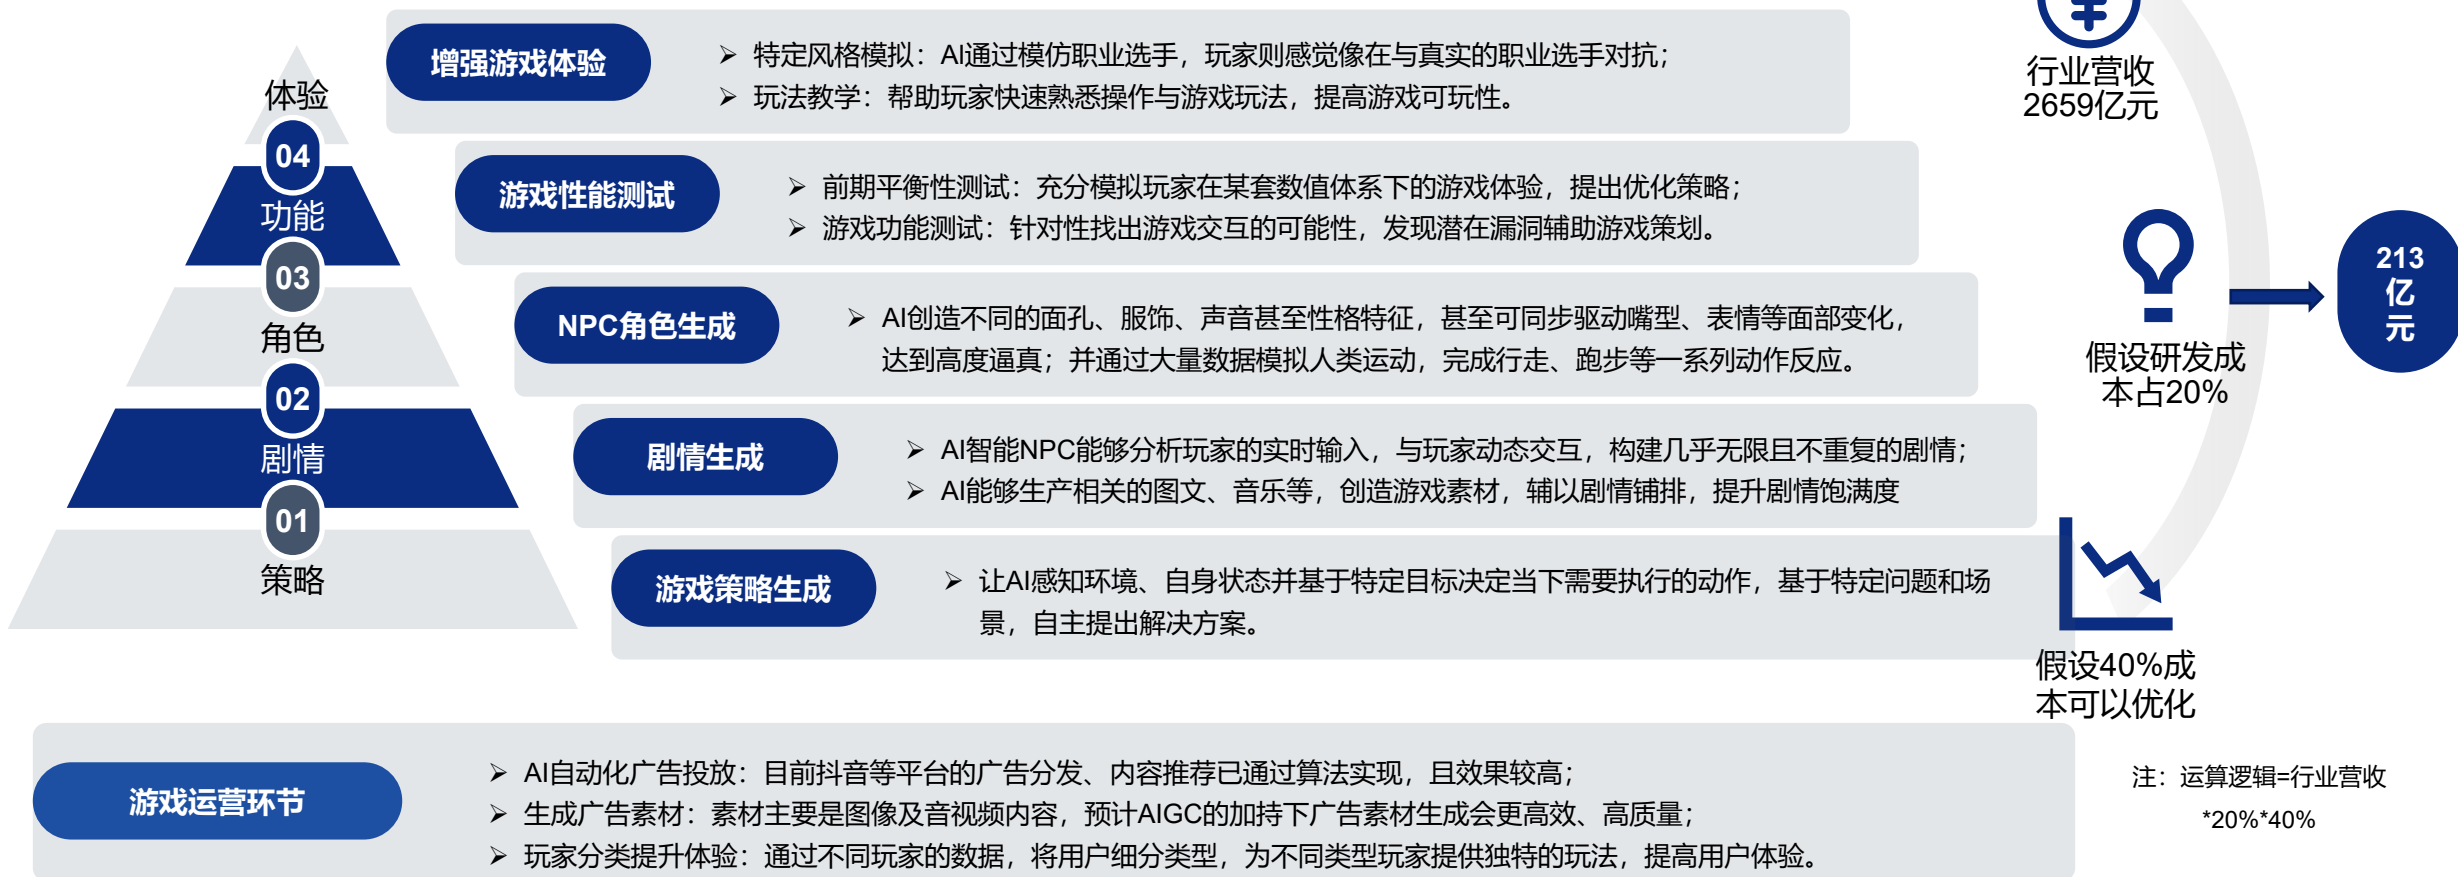 体验
04
功能
03
角色
02
剧情
01
策略
增强游戏体验
➢ 特定风格模拟：AI通过模仿职业选手，玩家则感觉像在与真实的职业选手对抗；
➢ 玩法教学：帮助玩家快速熟悉操作与游戏玩法，提高游戏可玩性。
游戏性能测试
➢ 前期平衡性测试：充分模拟玩家在某套数值体系下的游戏体验，提出优化策略；
➢ 游戏功能测试：针对性找出游戏交互的可能性，发现潜在漏洞辅助游戏策划。
NPC角色生成
➢ AI创造不同的面孔、服饰、声音甚至性格特征，甚至可同步驱动嘴型、表情等面部变化，
达到高度逼真；并通过大量数据模拟人类运动，完成行走、跑步等一系列动作反应。
剧情生成
➢ AI智能NPC能够分析玩家的实时输入，与玩家动态交互，构建几乎无限且不重复的剧情；
➢ AI能够生产相关的图文、音乐等，创造游戏素材，辅以剧情铺排，提升剧情饱满度
游戏策略生成
➢ 让AI感知环境、自身状态并基于特定目标决定当下需要执行的动作，基于特定问题和场
景，自主提出解决方案。
游戏运营环节
➢ AI自动化广告投放：目前抖音等平台的广告分发、内容推荐已通过算法实现，且效果较高；
➢ 生成广告素材：素材主要是图像及音视频内容，预计AIGC的加持下广告素材生成会更高效、高质量；
➢ 玩家分类提升体验：通过不同玩家的数据，将用户细分类型，为不同类型玩家提供独特的玩法，提高用户体验。
¥
行业营收
2659亿元
假设研发成
本占20%
假设40%成
本可以优化
213
亿
元
注：运算逻辑=行业营收
*20%*40%